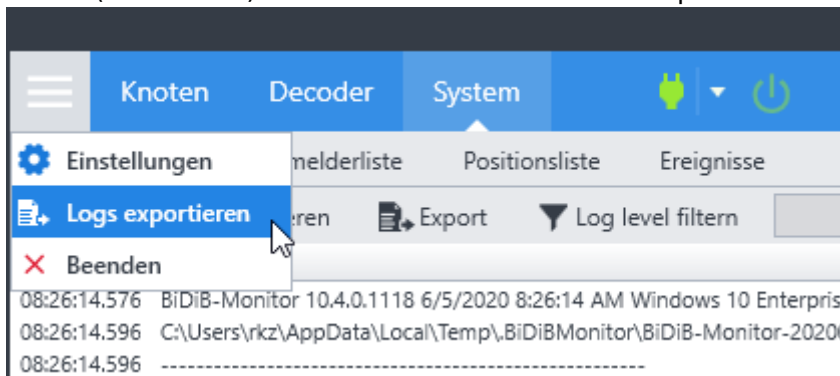 Knoten Decoder System
Einstellungen melderliste Positionsliste Ereignisse
Logs exportieren Export Log level filtern
Beenden
08:26:14.576 BiDiB-Monitor 10.4.0.1118 6/5/2020 8:26:14 AM Windows 10 Enterpris
08:26:14.596 C:\Users\rkz\AppData\Local\Temp\.BiDiBMonitor\BiDiB-Monitor-2020
08:26:14.596 ------------------------------------------------------